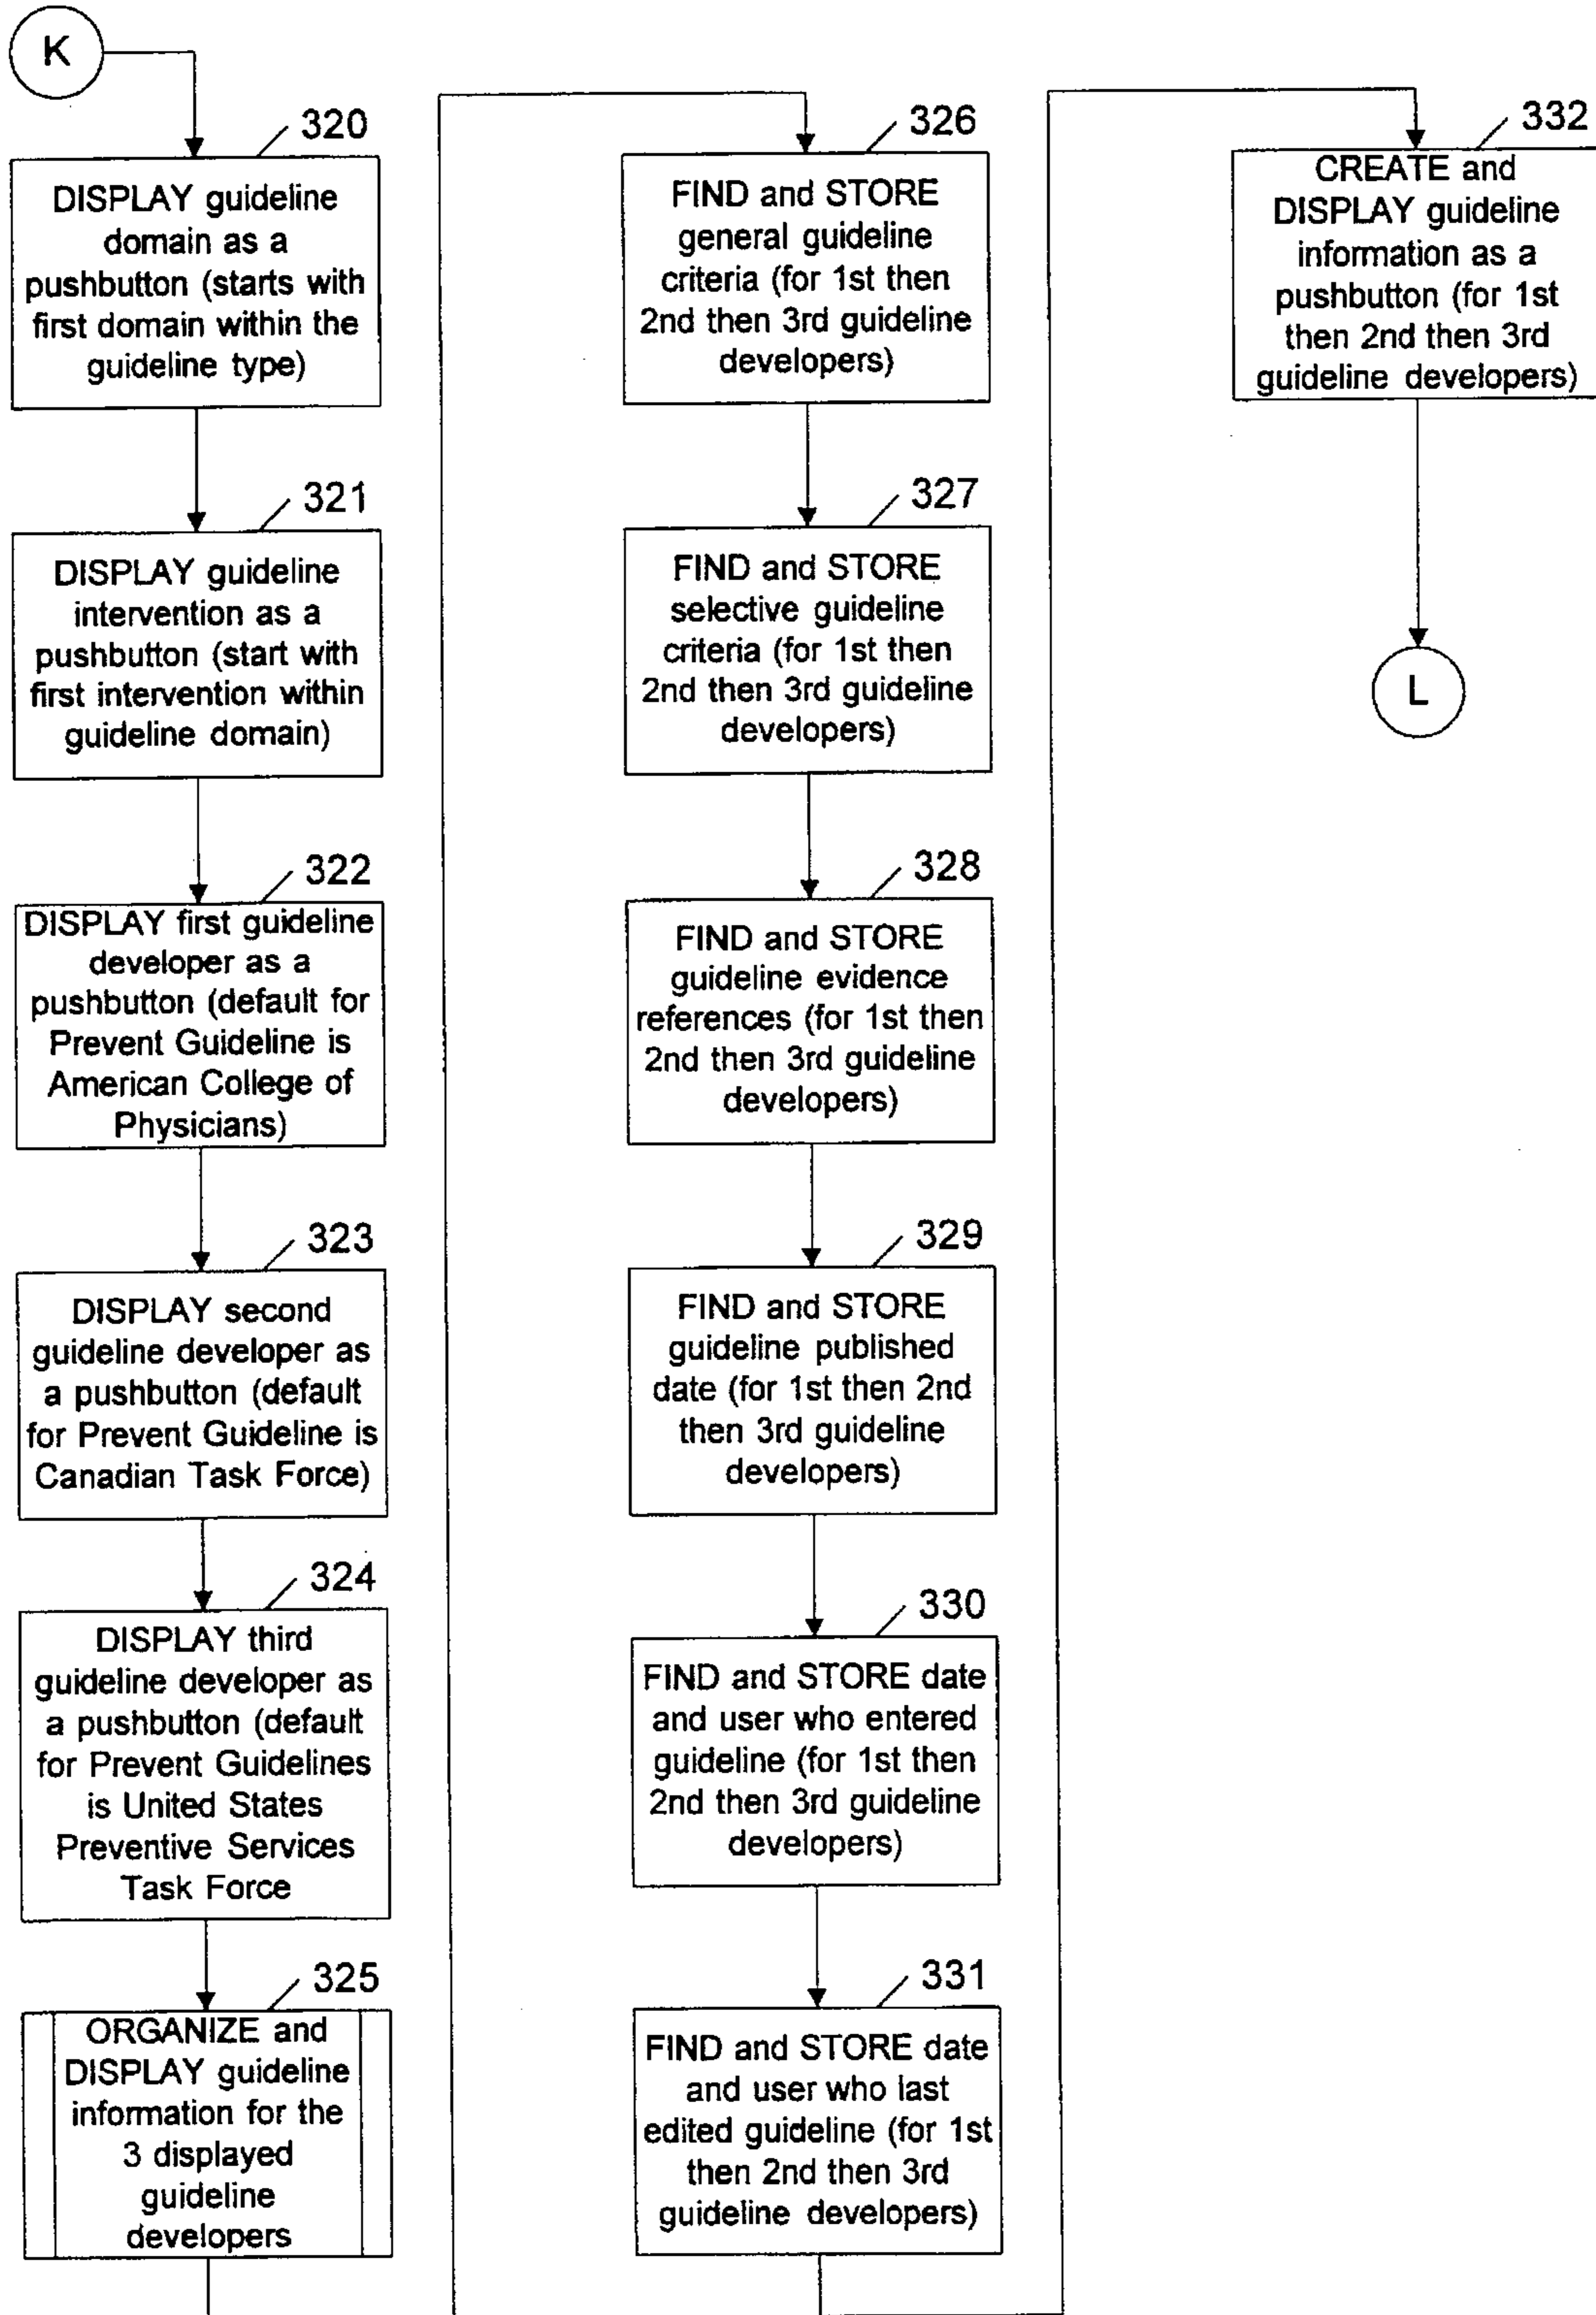 K
320
DISPLAY guideline
domain as a
pushbutton (starts with
first domain within the
guideline type)
321
DISPLAY guideline
intervention as a
pushbutton (start with
first intervention within
guideline domain)
322
DISPLAY first guideline
developer as a
pushbutton (default for
Prevent Guideline is
American College of
Physicians)
323
DISPLAY second
guideline developer as
a pushbutton (default
for Prevent Guideline is
Canadian Task Force)
324
DISPLAY third
guideline developer as
a pushbutton (default
for Prevent Guidelines
is United States
Preventive Services
Task Force
325
ORGANIZE and
DISPLAY guideline
information for the
3 displayed
guideline
developers
326
FIND and STORE
general guideline
criteria (for 1st then
2nd then 3rd guideline
developers)
327
FIND and STORE
selective guideline
criteria (for 1st then
2nd then 3rd guideline
developers)
328
FIND and STORE
guideline evidence
references (for 1st then
2nd then 3rd guideline
developers)
329
FIND and STORE
guideline published
date (for 1st then 2nd
then 3rd guideline
developers)
330
FIND and STORE date
and user who entered
guideline (for 1st then
2nd then 3rd guideline
developers)
331
FIND and STORE date
and user who last
edited guideline (for 1st
then 2nd then 3rd
guideline developers)
332
CREATE and
DISPLAY guideline
information as a
pushbutton (for 1st
then 2nd then 3rd
guideline developers)
L